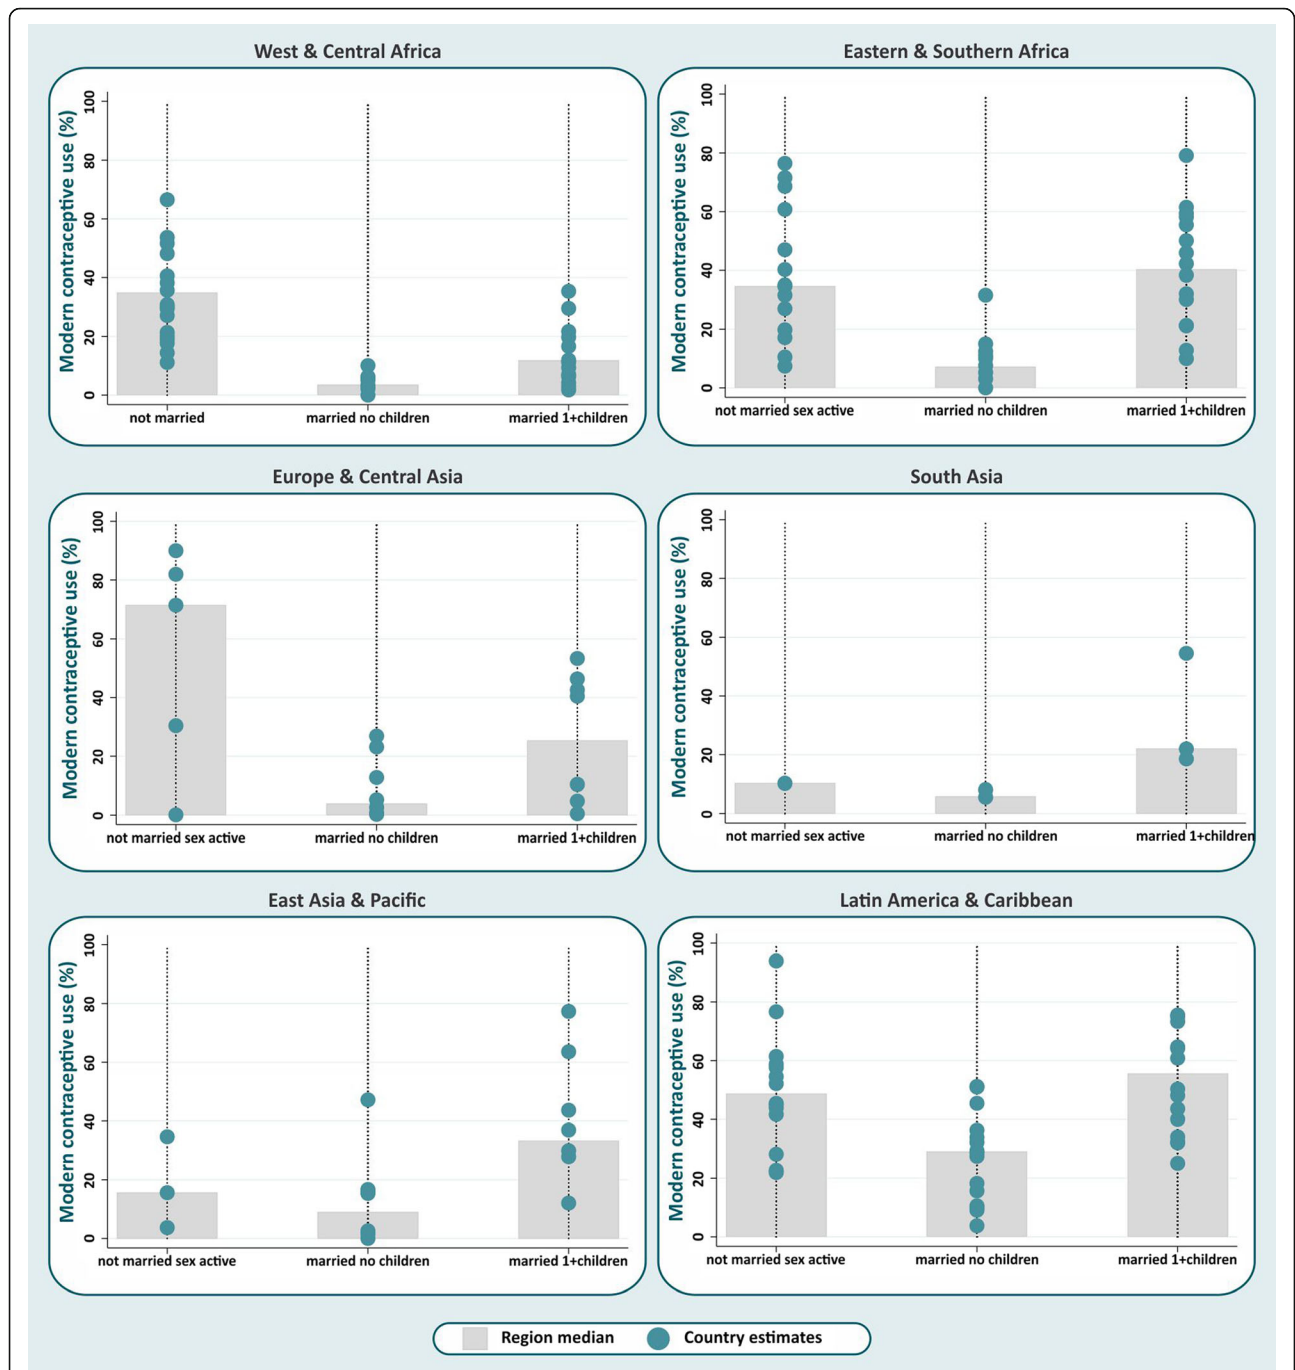 West & Central Africa
Modern contraceptive use (%)
100
80
60
40
20
0
not married
married no children
married 1+children
Eastern & Southern Africa
Modern contraceptive use (%)
100
80
60
40
20
0
not married sex active
married no children
married 1+children
Europe & Central Asia
Modern contraceptive use (%)
100
80
60
40
20
0
not married sex active
married no children
married 1+children
South Asia
Modern contraceptive use (%)
100
80
60
40
20
0
not married sex active
married no children
married 1+children
East Asia & Pacific
Modern contraceptive use (%)
100
80
60
40
20
0
not married sex active
married no children
married 1+children
Latin America & Caribbean
Modern contraceptive use (%)
100
80
60
40
20
0
not married sex active
married no children
married 1+children
Region median
Country estimates